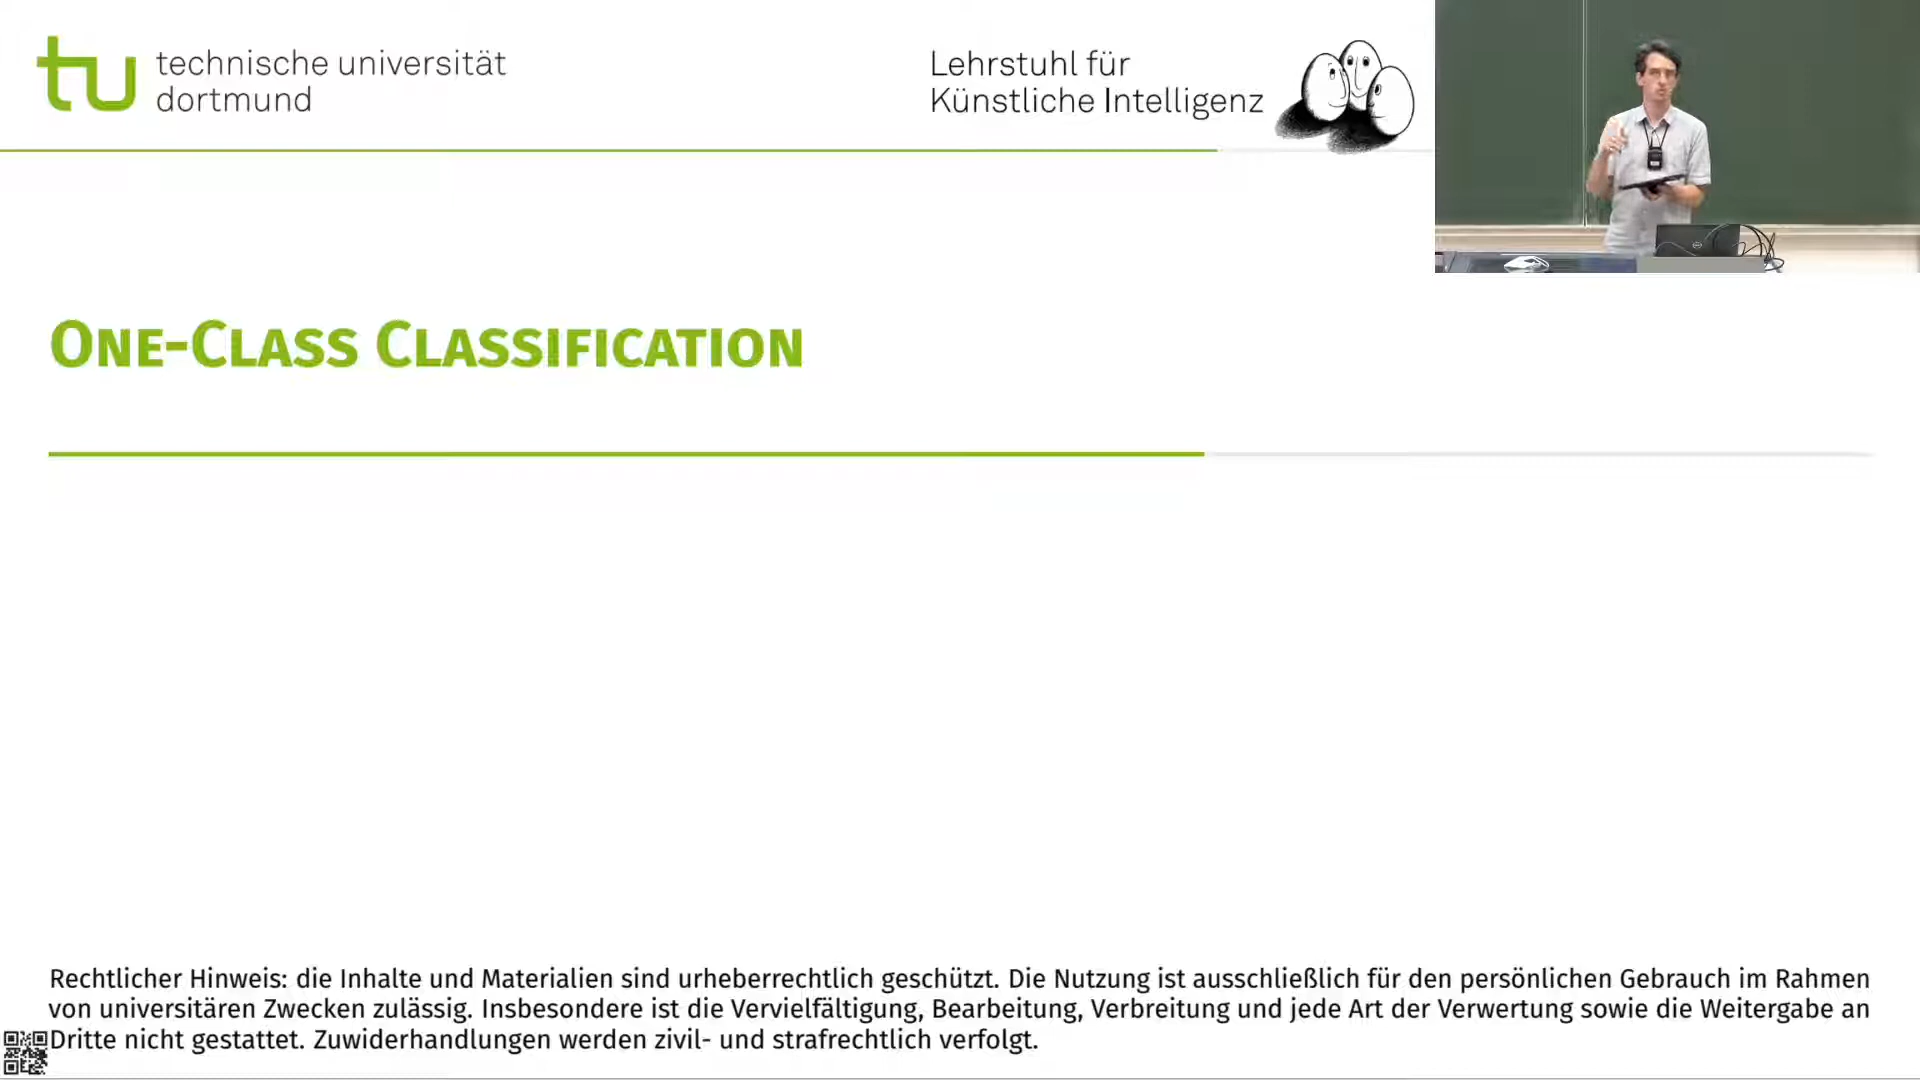 technische universität
dortmund
Lehrstuhl für
Künstliche Intelligenz
One-Class Classification
Rechtlicher Hinweis: die Inhalte und Materialien sind urheberrechtlich geschützt. Die Nutzung ist ausschließlich für den persönlichen Gebrauch im Rahmen
von universitären Zwecken zulässig. Insbesondere ist die Vervielfältigung, Bearbeitung, Verbreitung und jede Art der Verwertung sowie die Weitergabe an
Dritte nicht gestattet. Zuwiderhandlungen werden zivil- und strafrechtlich verfolgt.